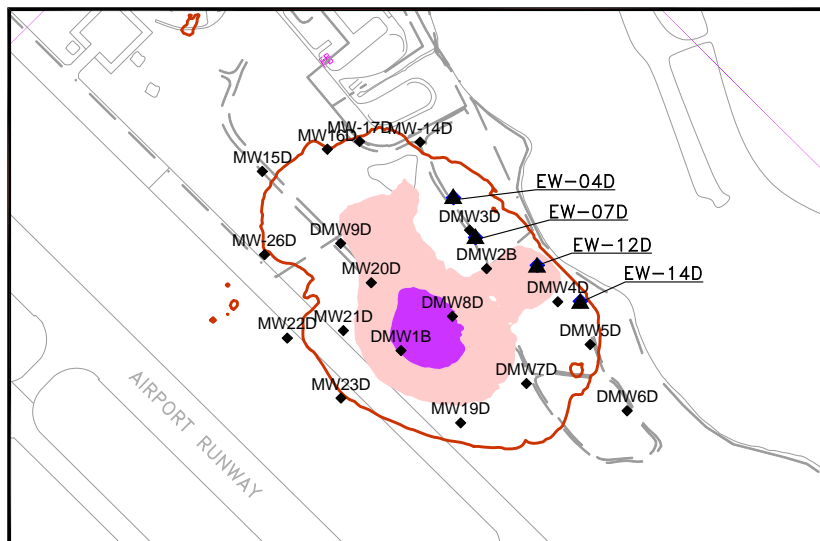 MW-17D
MW-14D
MW16D
MW15D
EW-04D
DMW3D
EW-07D
DMW9D
MW-26D
DMW2B
EW-12D
MW20D
EW-14D
DMW4D
DMW8D
MW22D
MW21D
DMW1B
DMW5D
DMW7D
MW23D
AIRPORT RUNWAY
MW19D
DMW6D